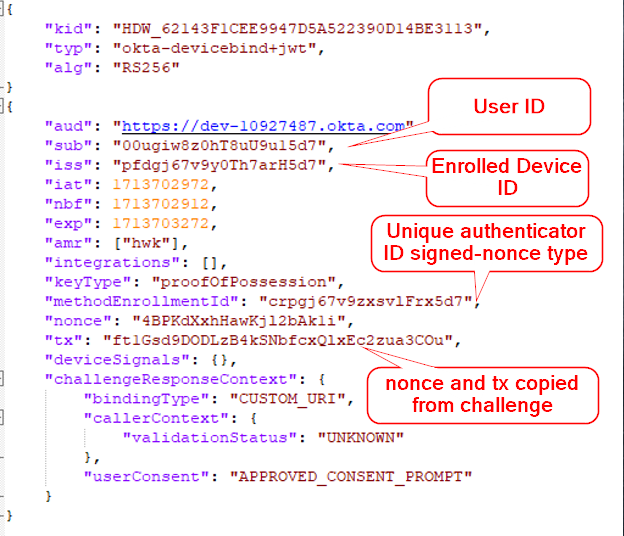 {
"kid": "HDW_62143F1CEE9947D5A522390D14BE3113",
"typ": "okta-devicebind+jwt",
"alg": "RS256"
}
{
"aud": "https://dev-10927487.okta.com"
User ID
"sub": "00ugiw8z0hT8uU9ul5d7",
"iss": "pfdgj67v9y0Th7arH5d7",
Enrolled Device
ID
"iat": 1713702972,
"nbf": 1713702912,
"exp": 1713703272,
"amr": ["hwk"],
Unique authenticator
ID signed-nonce type
"integrations": [],
"keyType": "proofOfPossession",
"methodEnrollmentId": "crpgj67v9zxsvlFrx5d7",
"nonce": "4BPKdXxhHawKjl2bAkli",
"tx": "ft1Gsd9DODLzB4kSNbfcxQlxEc2zua3COu",
"deviceSignals": {},
"challengeResponseContext": {
nonce and tx copied
from challenge
"bindingType": "CUSTOM_URI",
"callerContext": {
"validationStatus": "UNKNOWN"
},
"userConsent": "APPROVED_CONSENT_PROMPT"
}
}